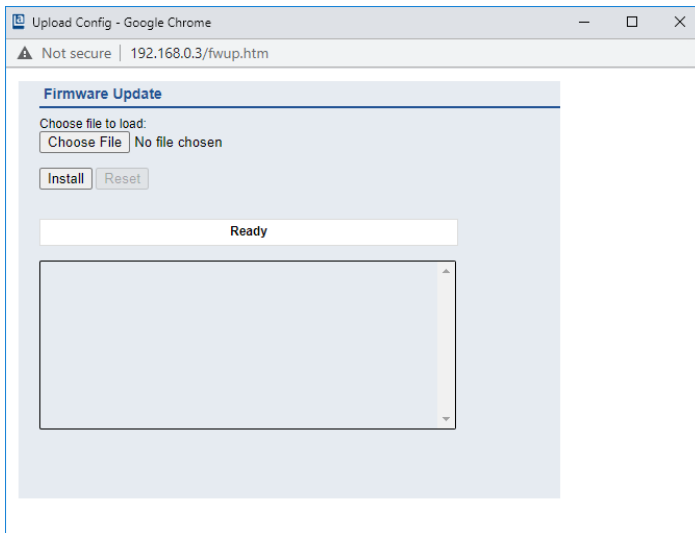 Upload Config - Google Chrome
Not secure | 192.168.0.3/fwup.htm
Firmware Update
Choose file to load:
Choose File No file chosen
Install Reset
Ready